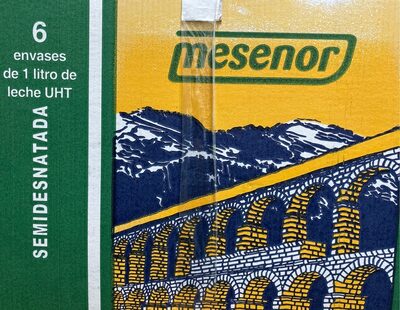 6
envases
de 1 litro de
leche UHT
SEMIDESNATADA
mesenor